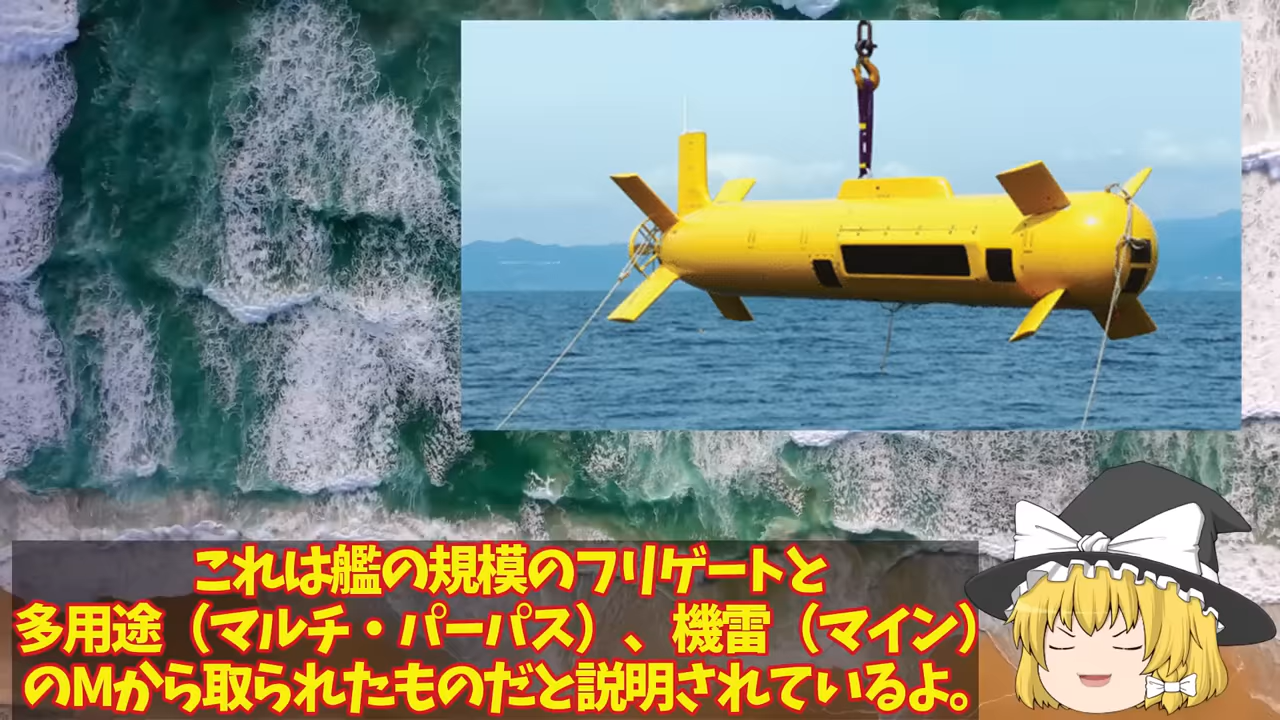 これは艦の規模のフリゲートと
多用途（マルチ・パーパス）、機雷（マイン）
のMから取られたものだと説明されているよ。